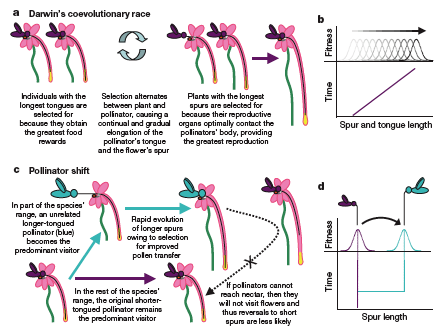 a Darwin's coevolutionary race
Individuals with the
longest tongues are
selected for
because they obtain
the greatest food
rewards
Selection alternates
between plant and
pollinator, causing a
continual and gradual
elongation of the
pollinator's tongue
and the flower's spur
Plants with the longest
spurs are selected for
because their reproductive
organs optimally contact the
pollinators' body, providing
the greatest reproduction
b
Fitness
Time
Spur and tongue length
c Pollinator shift
In part of the species'
range, an unrelated
longer-tongued
pollinator (blue)
becomes the
predominant visitor
Rapid evolution
of longer spurs
owing to selection
for improved
pollen transfer
In the rest of the species'
range, the original shorter-
tongued pollinator remains
the predominant visitor
If pollinators cannot
reach nectar, then they
will not visit flowers and
thus reversals to short
spurs are less likely
d
Fitness
Time
Spur length